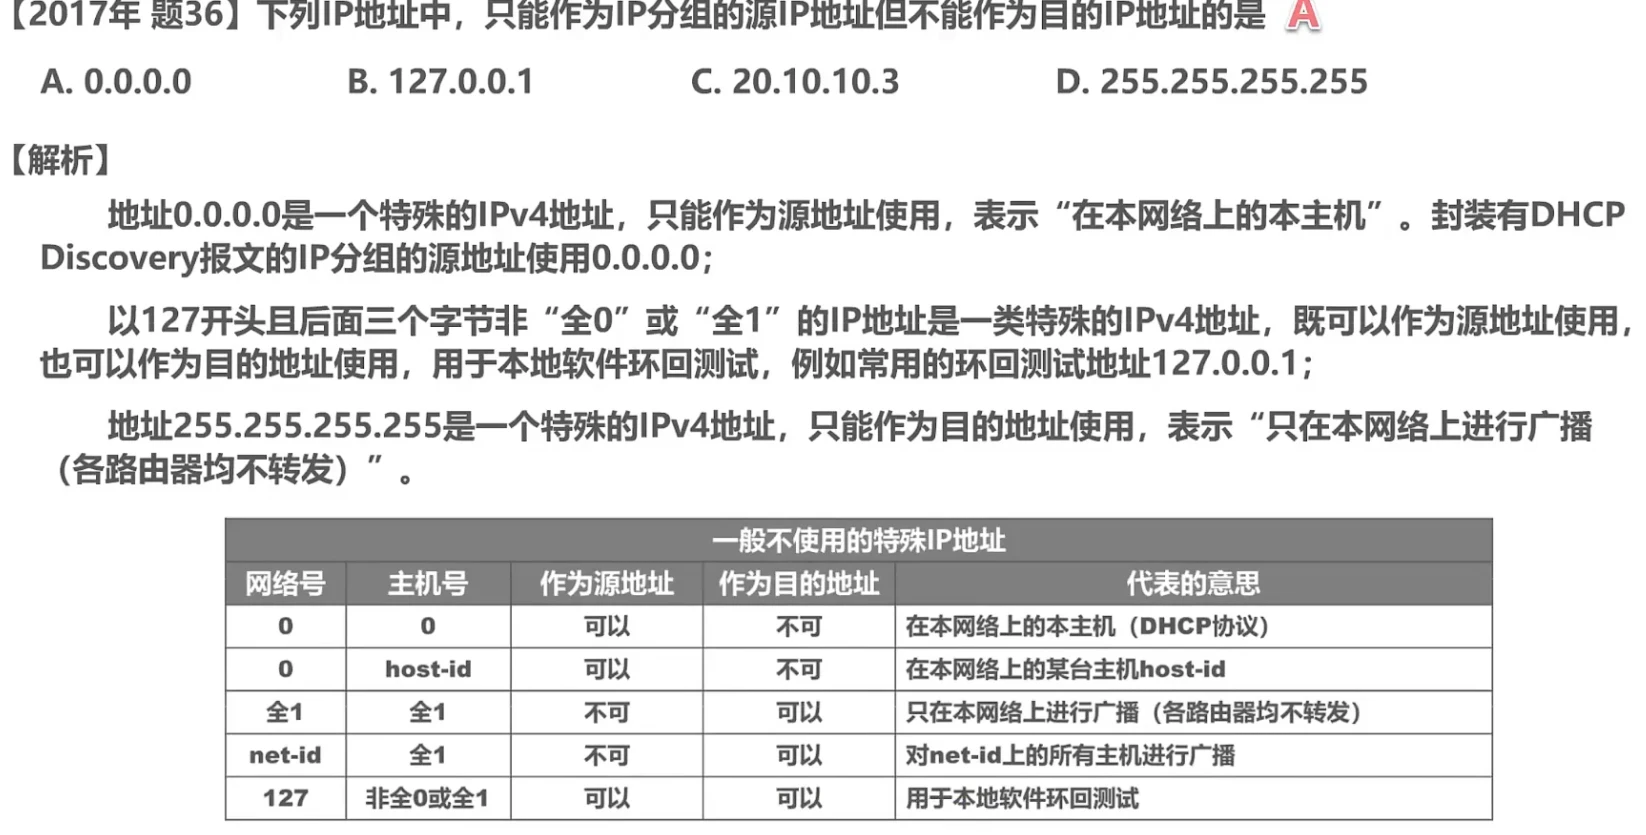 【2017年 题36】下列IP地址中，只能作为IP分组的源IP地址但不能作为目的IP地址的是 A
A. 0.0.0.0 B. 127.0.0.1 C. 20.10.10.3 D. 255.255.255.255
【解析】
地址0.0.0.0是一个特殊的IPv4地址，只能作为源地址使用，表示“在本网络上的本主机”。封装有DHCP
Discovery报文的IP分组的源地址使用0.0.0.0；
以127开头且后面三个字节非“全0”或“全1”的IP地址是一类特殊的IPv4地址，既可以作为源地址使用，
也可以作为目的地址使用，用于本地软件环回测试，例如常用的环回测试地址127.0.0.1；
地址255.255.255.255是一个特殊的IPv4地址，只能作为目的地址使用，表示“只在本网络上进行广播
（各路由器均不转发）”。
一般不使用的特殊IP地址
网络号 主机号 作为源地址 作为目的地址 代表的意思
0 0 可以 不可 在本网络上的本主机（DHCP协议）
0 host-id 可以 不可 在本网络上的某台主机host-id
全1 全1 不可 可以 只在本网络上进行广播（各路由器均不转发）
net-id 全1 不可 可以 对net-id上的所有主机进行广播
127 非全0或全1 可以 可以 用于本地软件环回测试